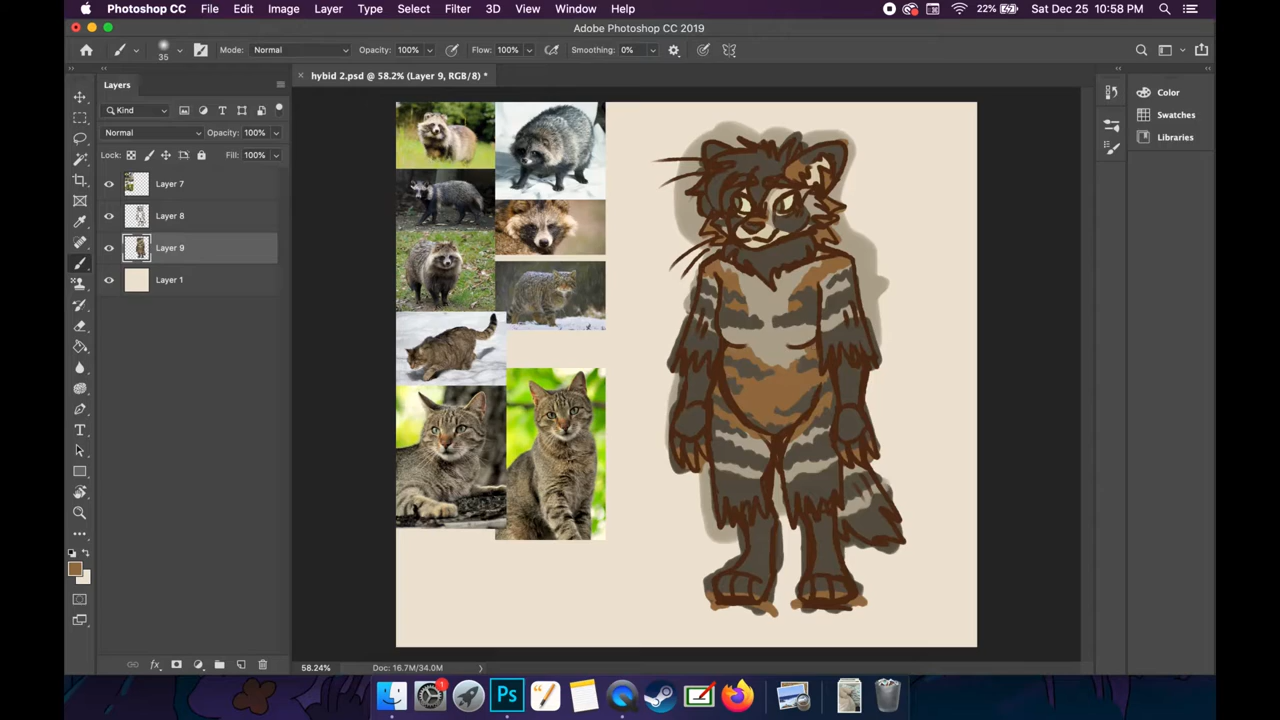 Photoshop CC File Edit Image Layer Type Select Filter 3D View Window Help 22% Sat Dec 25 10:58 PM
Adobe Photoshop CC 2019
35 Mode: Normal Opacity: 100% Flow: 100% Smoothing: 0%
Layers
hybid 2.psd @ 58.2% (Layer 9, RGB/8) *
Kind
Normal Opacity: 100%
Lock: Fill: 100%
Layer 7
Layer 8
Layer 9
Layer 1
Color
Swatches
Libraries
58.24% Doc: 16.7M/34.0M
1
Ps